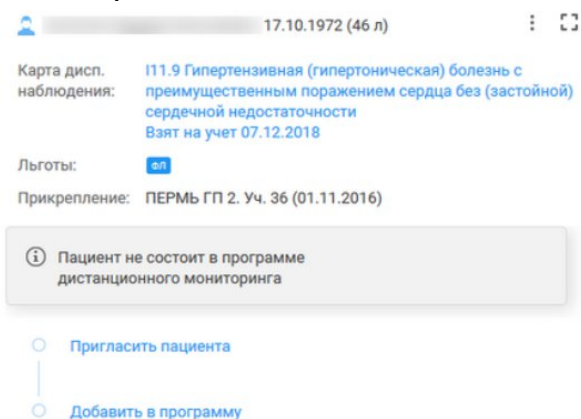 17.10.1972 (46 л)
Карта дисп. наблюдения:
I11.9 Гипертензивная (гипертоническая) болезнь с
преимущественным поражением сердца без (застойной)
сердечной недостаточности
Взят на учет 07.12.2018
Льготы: ФЛ
Прикрепление: ПЕРМЬ ГП 2. Уч. 36 (01.11.2016)
Пациент не состоит в программе
дистанционного мониторинга
Пригласить пациента
Добавить в программу